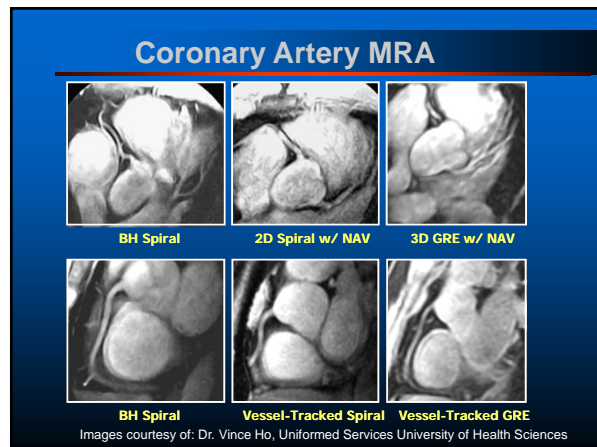 Coronary Artery MRA
BH Spiral 2D Spiral w/ NAV 3D GRE w/ NAV
BH Spiral Vessel-Tracked Spiral Vessel-Tracked GRE
Images courtesy of: Dr. Vince Ho, Uniformed Services University of Health Sciences